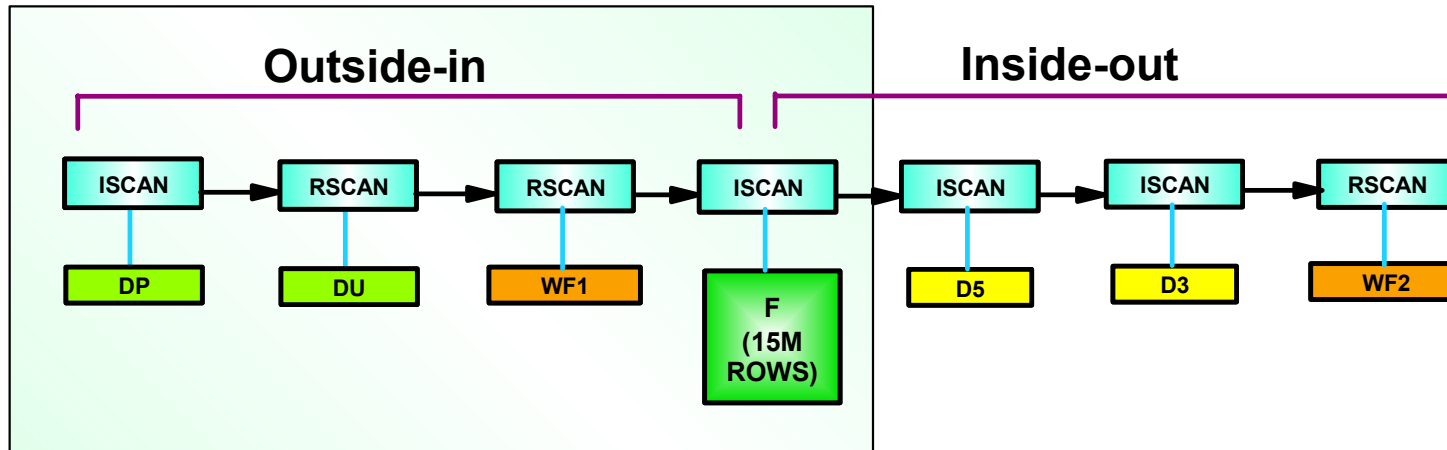 Outside-in
Inside-out
ISCAN
RSCAN
RSCAN
ISCAN
ISCAN
ISCAN
RSCAN
DP
DU
WF1
F
(15M
ROWS)
D5
D3
WF2